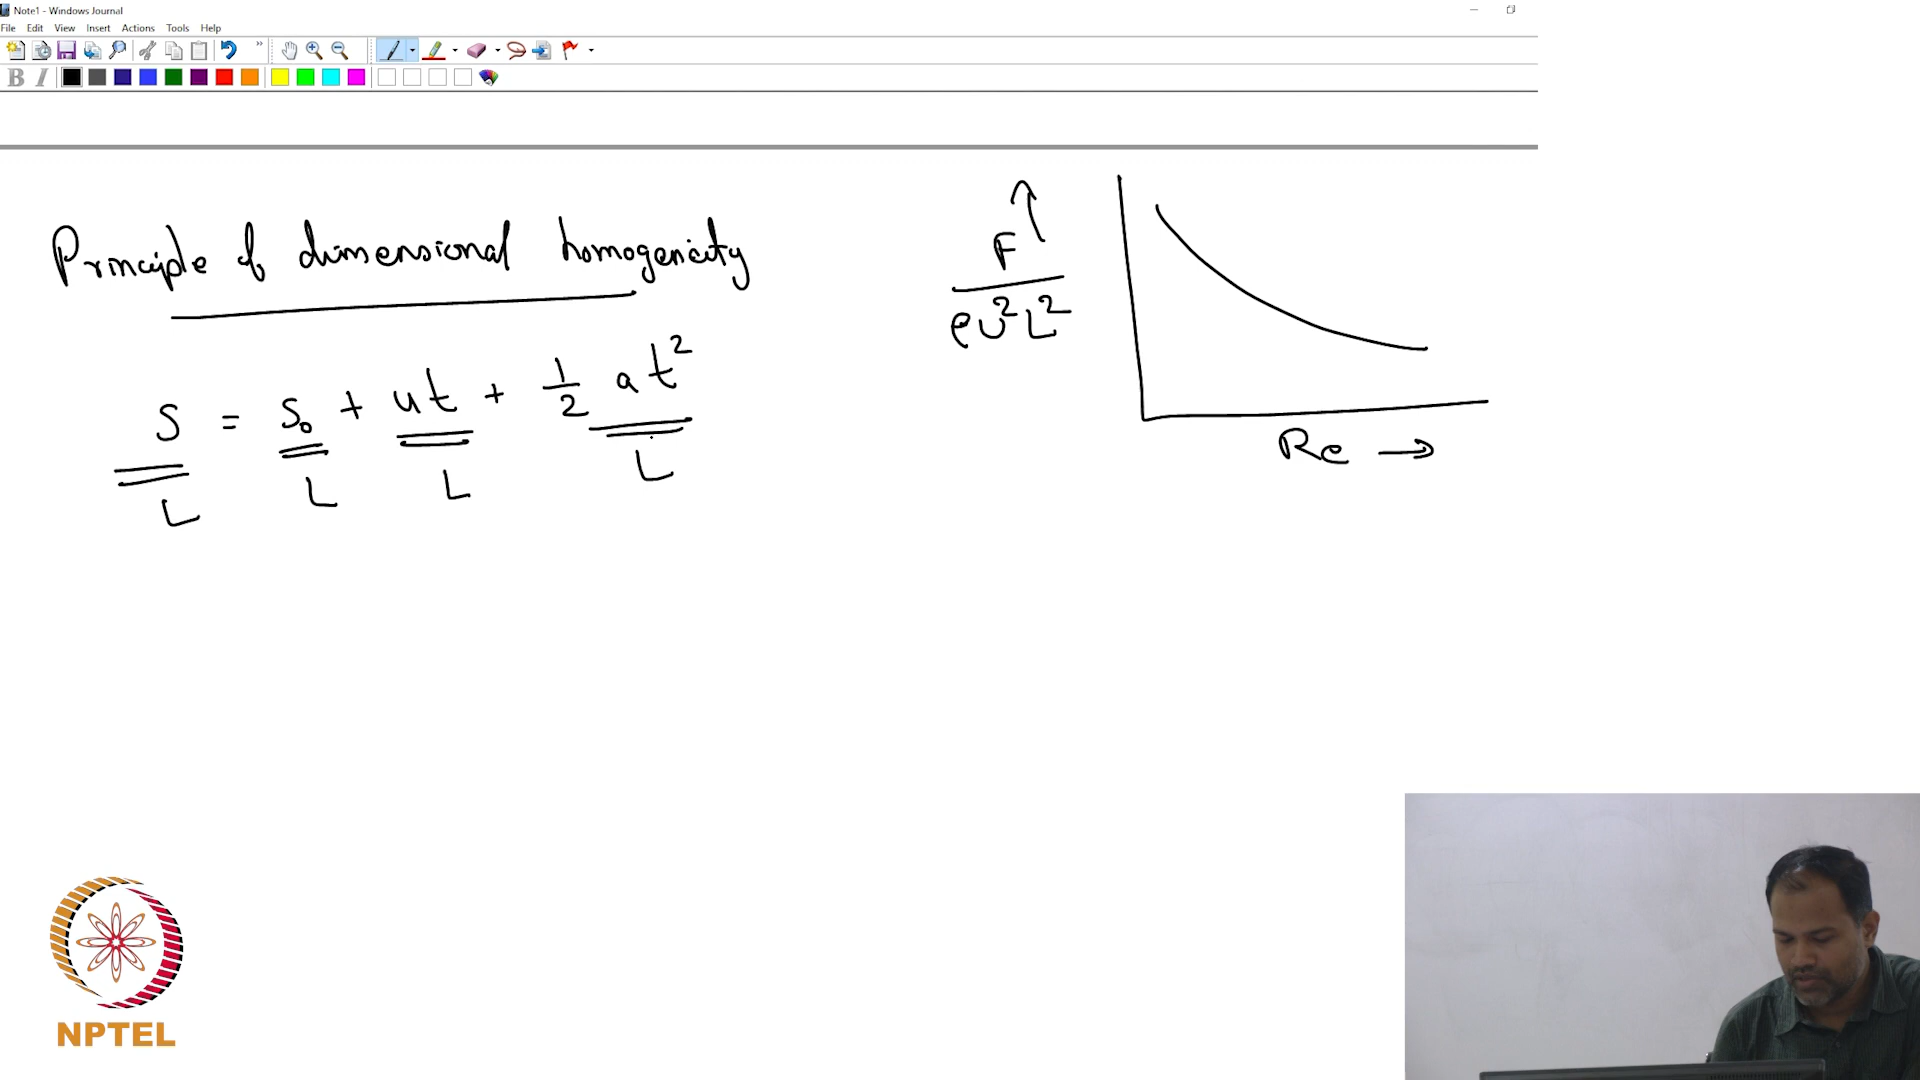 Note1 - Windows Journal
File Edit View Insert Actions Tools Help
B I
Principle of dimensional homogeneity
S = S₀ + ut + 1/2 at²
L L L L
F
ρU²L²
Re →
NPTEL